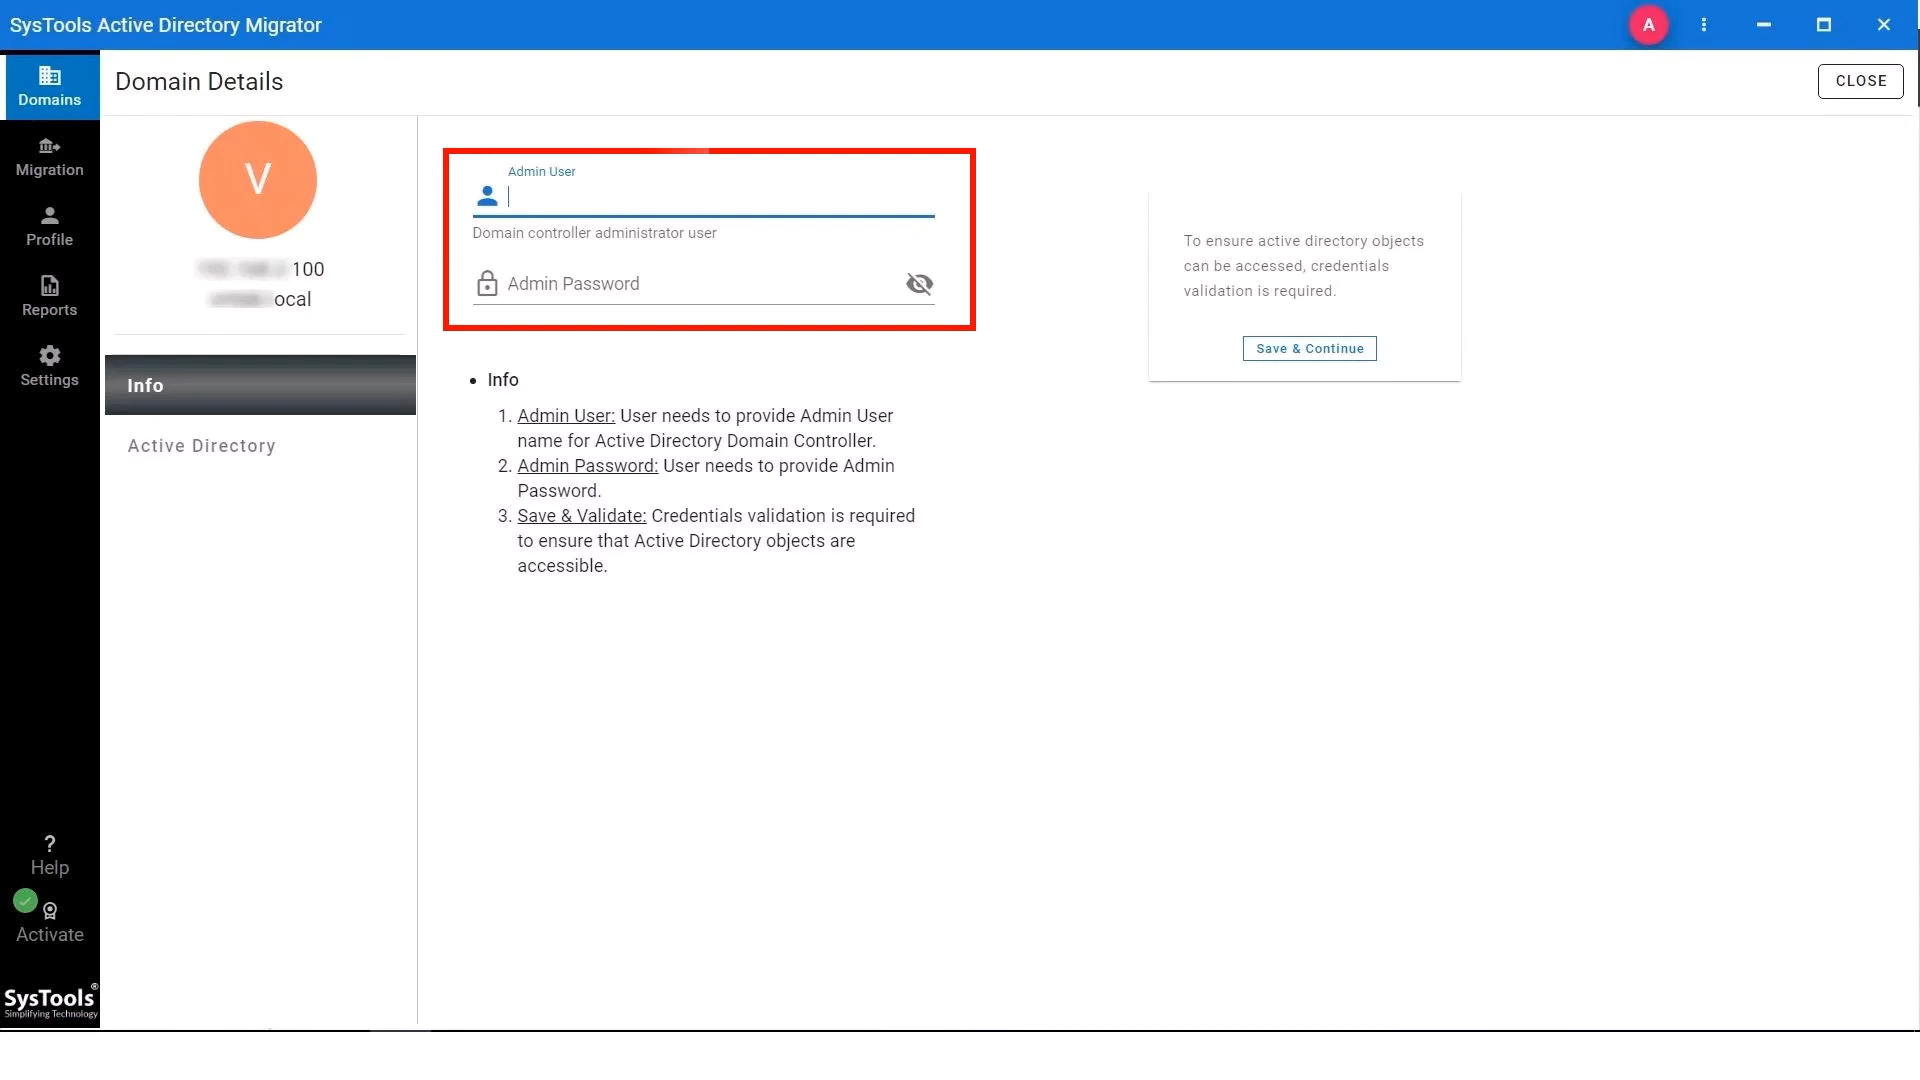 SysTools Active Directory Migrator
A
Domains
Domain Details
CLOSE
Migration
Profile
Reports
Settings
V
100
ocal
Info
Active Directory
Admin User
Domain controller administrator user
Admin Password
• Info
1. Admin User: User needs to provide Admin User
name for Active Directory Domain Controller.
2. Admin Password: User needs to provide Admin
Password.
3. Save & Validate: Credentials validation is required
to ensure that Active Directory objects are
accessible.
To ensure active directory objects
can be accessed, credentials
validation is required.
Save & Continue
?
Help
Activate
SysTools®
Simplifying Technology